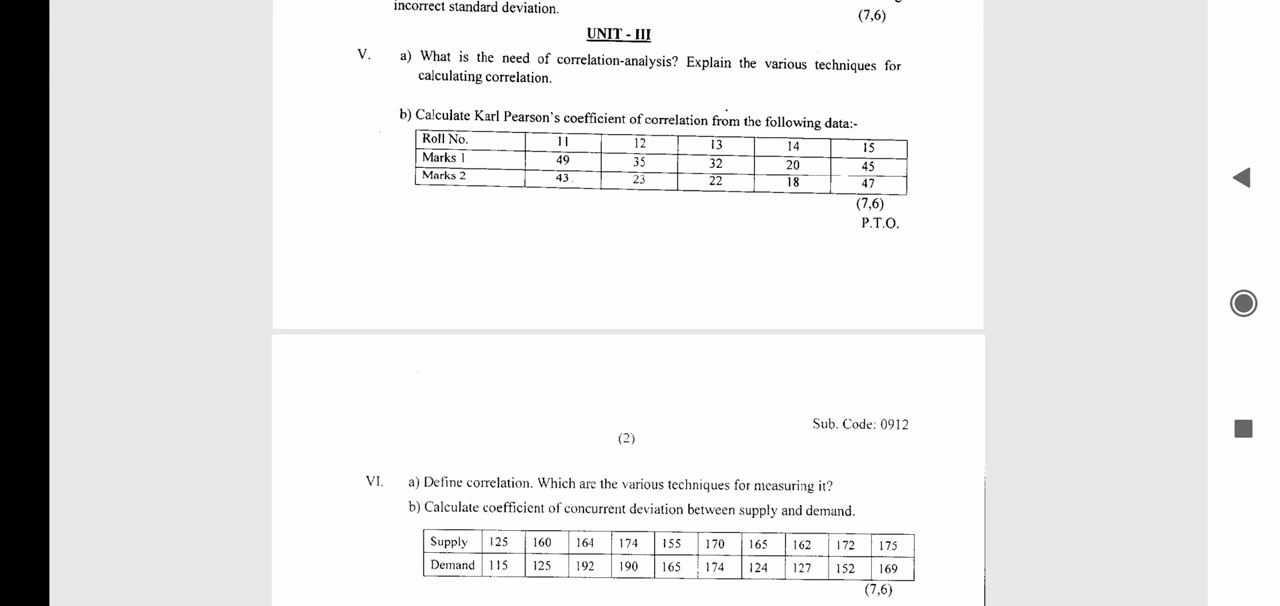 incorrect standard deviation.
(7,6)
UNIT - III
V. a) What is the need of correlation-analysis? Explain the various techniques for
calculating correlation.
b) Calculate Karl Pearson's coefficient of correlation from the following data:-
Roll No. 11 12 13 14 15
Marks 1 49 35 32 20 45
Marks 2 43 23 22 18 47
(7,6)
P.T.O.
Sub. Code: 0912
(2)
VI. a) Define correlation. Which are the various techniques for measuring it?
b) Calculate coefficient of concurrent deviation between supply and demand.
Supply 125 160 164 174 155 170 165 162 172 175
Demand 115 125 192 190 165 174 124 127 152 169
(7,6)